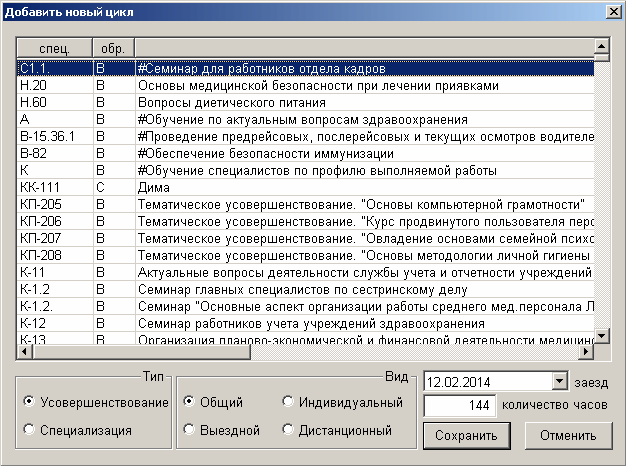 Добавить новый цикл
спец. обр.
С1.1. В #Семинар для работников отдела кадров
Н.20 В Основы медицинской безопасности при лечении приявками
Н.60 В Вопросы диетического питания
А В #Обучение по актуальным вопросам здравоохранения
В-15.36.1 В #Проведение предрейсовых, послерейсовых и текущих осмотров водителе
В-82 В #Обеспечение безопасности иммунизации
К В #Обучение специалистов по профилю выполняемой работы
КК-111 С Дима
КП-205 В Тематическое усовершенствование. "Основы компьютерной грамотности"
КП-206 В Тематическое усовершенствование. "Курс продвинутого пользователя перс
КП-207 В Тематическое усовершенствование. "Овладение основами семейной психо
КП-208 В Тематическое усовершенствование. "Основы методологии личной гигиены
К-11 В Актуальные вопросы деятельности службы учета и отчетности учреждений
К-1.2 В Семинар главных специалистов по сестринскому делу
К-1.2. В Семинар "Основные аспект организации работы среднего мед.персонала Л
К-12 В Семинар работников учета учреждений здравоохранения
К-13 В Организация планово-экономической и финансовой деятельности медицинс
Тип Вид 12.02.2014 заезд
Усовершенствование Общий Индивидуальный 144 количество часов
Специализация Выездной Дистанционный Сохранить Отменить